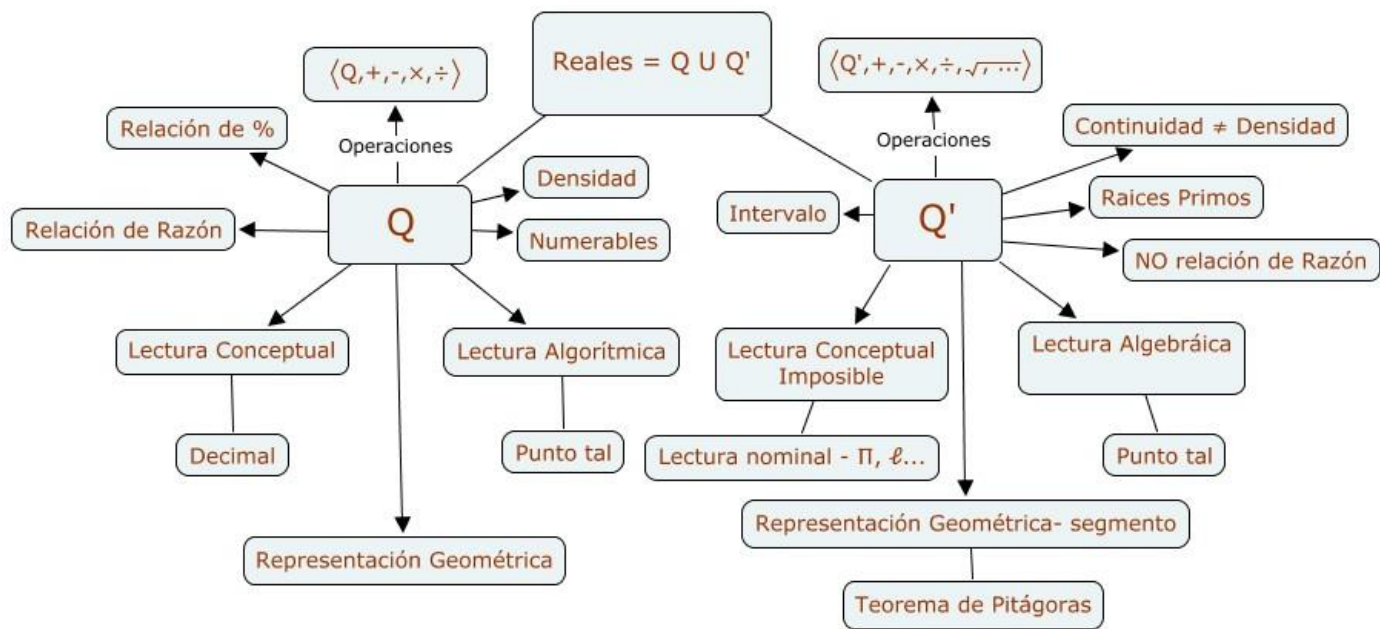 Reales = Q U Q'
⟨Q,+,-,×,÷⟩
⟨Q',+,-,×,÷,√, ...⟩
Relación de %
Operaciones
Operaciones
Continuidad ≠ Densidad
Densidad
Q
Relación de Razón
Numerables
Intervalo
Q'
Raices Primos
NO relación de Razón
Lectura Conceptual
Lectura Algorítmica
Lectura Conceptual
Imposible
Lectura Algebráica
Decimal
Punto tal
Lectura nominal - Π, ℓ...
Punto tal
Representación Geométrica
Representación Geométrica- segmento
Teorema de Pitágoras